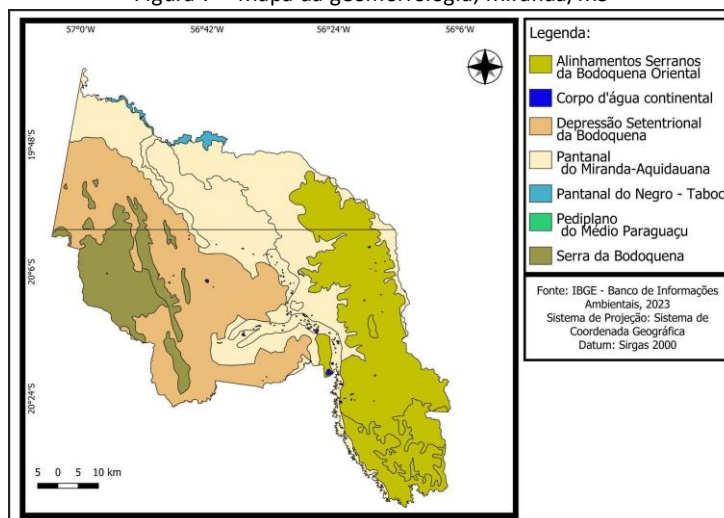 Figura 7 – Mapa da geomorfologia, Miranda/MS
57°0'W
56°42'W
56°24'W
56°6'W
19°48'S
20°6'S
20°24'S
5 0 5 10 km
Legenda:
Alinhamentos Serranos
da Bodoquena Oriental
Corpo d'água continental
Depressão Setentrional
da Bodoquena
Pantanal
do Miranda-Aquidauana
Pantanal do Negro - Taboc
Pediplano
do Médio Paraguaçu
Serra da Bodoquena
Fonte: IBGE - Banco de Informações
Ambientais, 2023
Sistema de Projeção: Sistema de
Coordenada Geográfica
Datum: Sirgas 2000